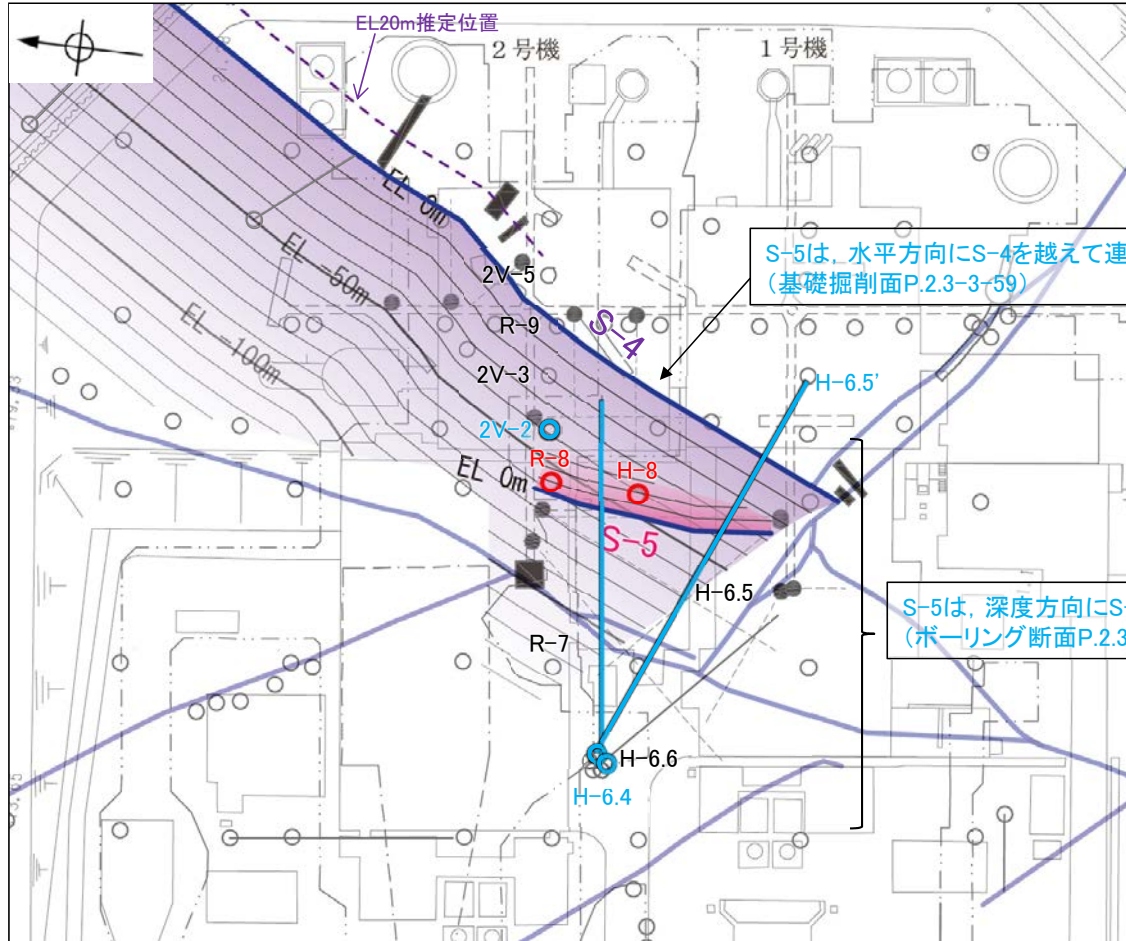 EL20m推定位置
2号機
1号機
EL 0m
S-5は，水平方向にS-4を越えて連
（基礎掘削面P.2.3-3-59）
2V-5
EL -50m
R-9
S-4
EL -100m
2V-3
H-6.5’
2V-2
R-8
H-8
EL 0m
S-5
H-6.5
S-5は，深度方向にS-
（ボーリング断面P.2.3
R-7
H-6.6
H-6.4